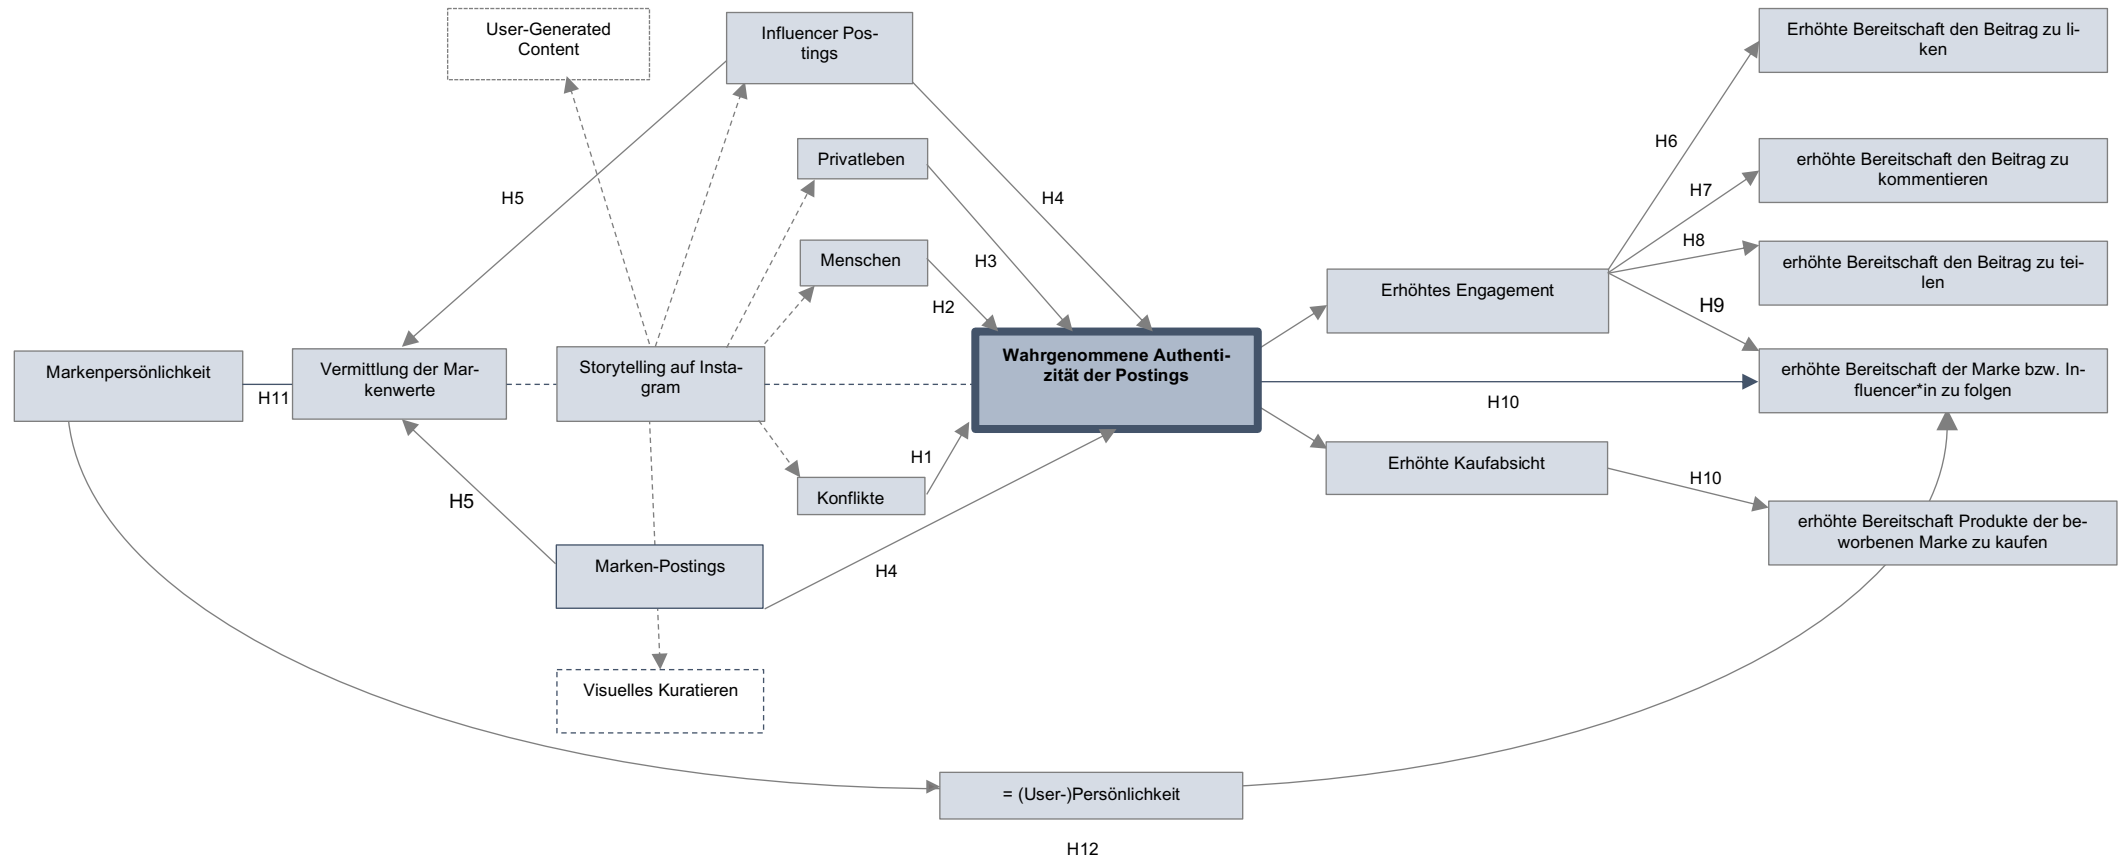 User-Generated
Content
Influencer Pos-
tings
Erhöhte Bereitschaft den Beitrag zu li-
ken
H6
Privatleben
erhöhte Bereitschaft den Beitrag zu
kommentieren
H5
H4
H7
Menschen
H3
H8
erhöhte Bereitschaft den Beitrag zu tei-
len
Erhöhtes Engagement
H2
H9
Markenpersönlichkeit
H11
Vermittlung der Mar-
kenwerte
Storytelling auf Insta-
gram
Wahrgenommene Authenti-
zität der Postings
erhöhte Bereitschaft der Marke bzw. In-
fluencer*in zu folgen
H10
H1
Erhöhte Kaufabsicht
H10
H5
Konflikte
erhöhte Bereitschaft Produkte der be-
worbenen Marke zu kaufen
Marken-Postings
H4
Visuelles Kuratieren
= (User-)Persönlichkeit
H12